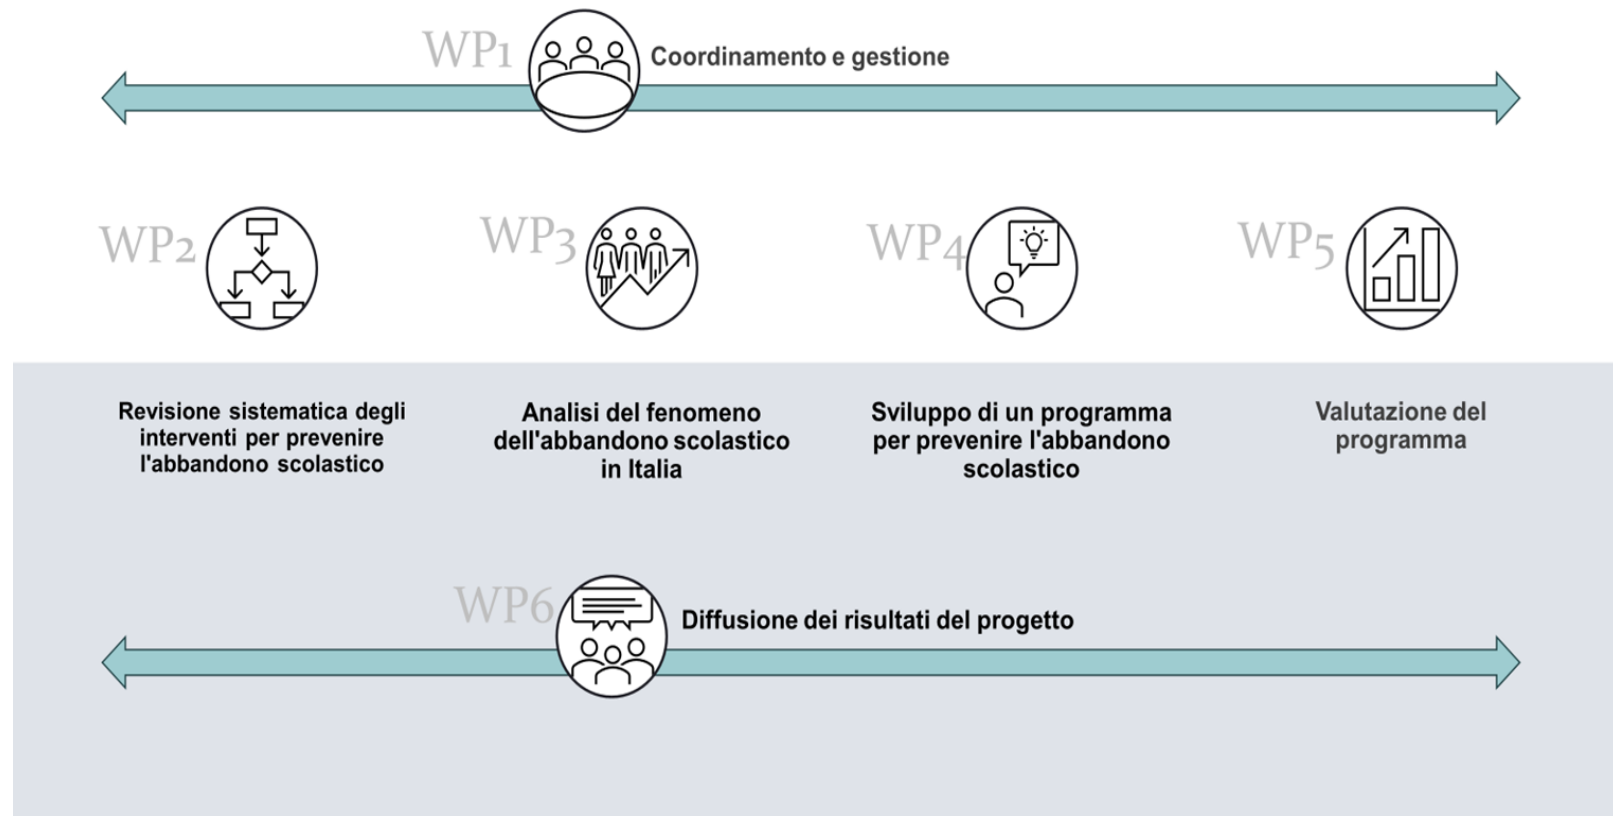 WP1
Coordinamento e gestione
WP2
WP3
WP4
WP5
Revisione sistematica degli
interventi per prevenire
l'abbandono scolastico
Analisi del fenomeno
dell'abbandono scolastico
in Italia
Sviluppo di un programma
per prevenire l'abbandono
scolastico
Valutazione del
programma
WP6
Diffusione dei risultati del progetto